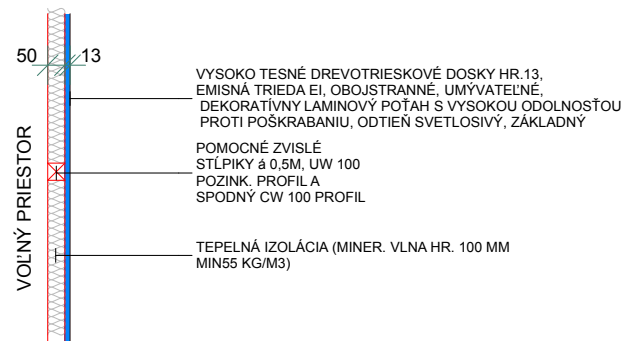 50
13
VYSOKO TESNÉ DREVOTRIESKOVÉ DOSKY HR.13,
EMISNÁ TRIEDA EI, OBOJSTRANNÉ, UMÝVATEĽNÉ,
DEKORATÍVNY LAMINOVÝ POŤAH S VYSOKOU ODOLNOSŤOU
PROTI POŠKRABANIU, ODTIEŇ SVETLOSIVÝ, ZÁKLADNÝ
POMOCNÉ ZVISLÉ
STĹPIKY á 0,5M, UW 100
POZINK. PROFIL A
SPODNÝ CW 100 PROFIL
VOĽNÝ PRIESTOR
TEPELNÁ IZOLÁCIA (MINER. VLNA HR. 100 MM
MIN55 KG/M3)